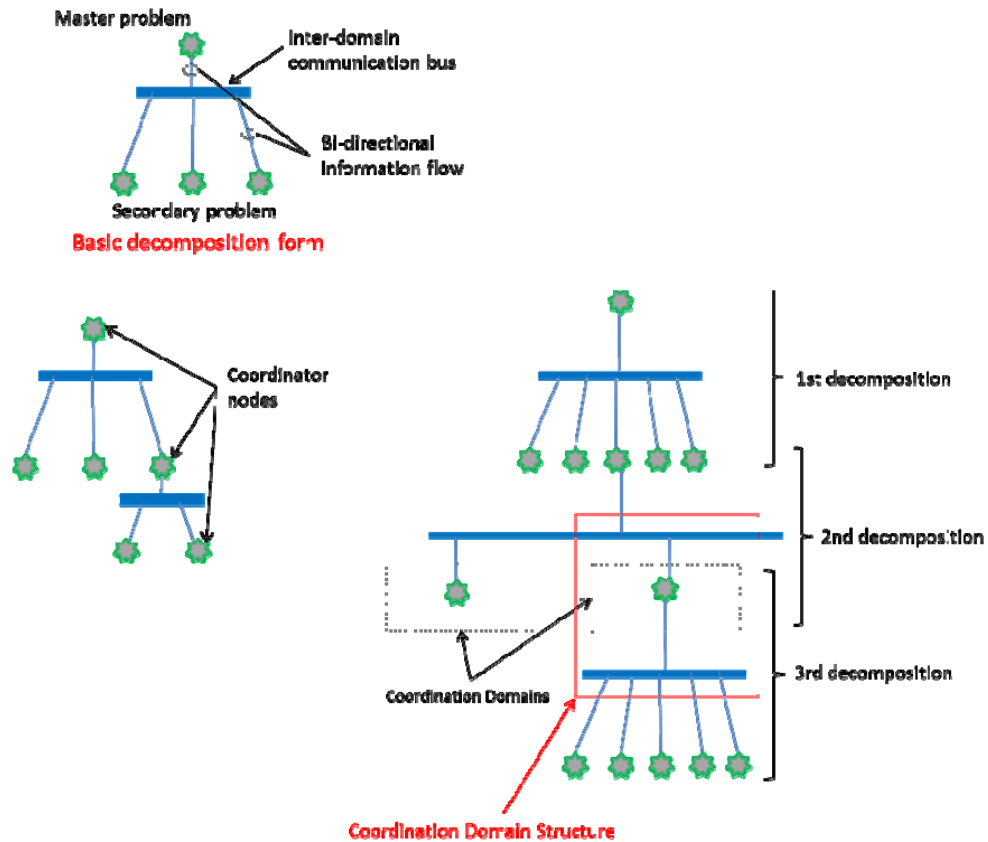 Master problem
Inter-domain
communication bus
Bi-directional
Information flow
Secordary problem
Basic decomposition form
Coordinator
nodes
1st decomposition
2nd decomposition
3rd decomposition
Coordination Domains
Coordination Domain Structure